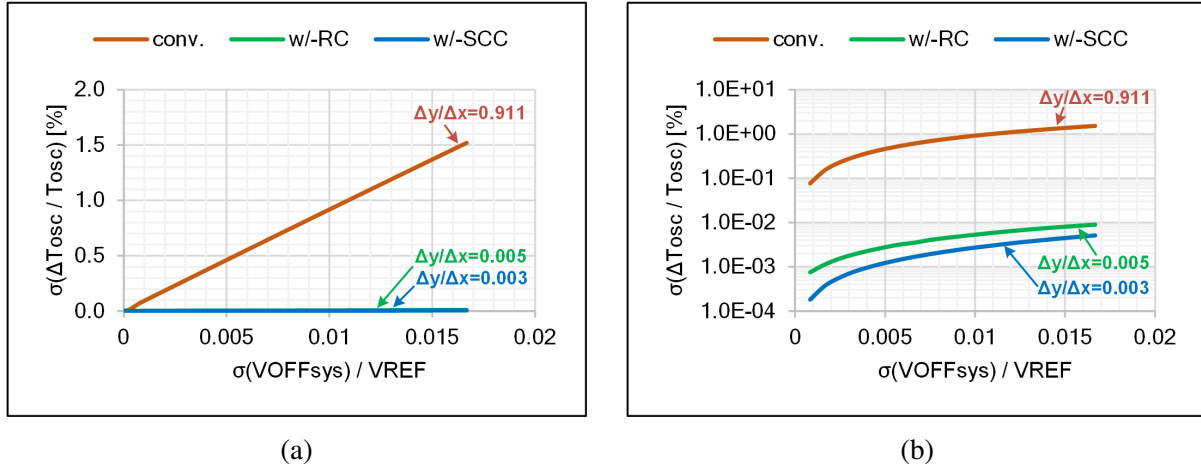 conv. w/-RC w/-SCC
2.0
Δy/Δx=0.911
1.5
1.0
0.5
Δy/Δx=0.005
Δy/Δx=0.003
0.0
0 0.005 0.01 0.015 0.02
σ(ΔTosc / Tosc) [%]
σ(VOFFsys) / VREF
(a)
conv. w/-RC w/-SCC
1.0E+01
Δy/Δx=0.911
1.0E+00
1.0E-01
1.0E-02
Δy/Δx=0.005
1.0E-03
Δy/Δx=0.003
1.0E-04
0 0.005 0.01 0.015 0.02
σ(ΔTosc / Tosc) [%]
σ(VOFFsys) / VREF
(b)